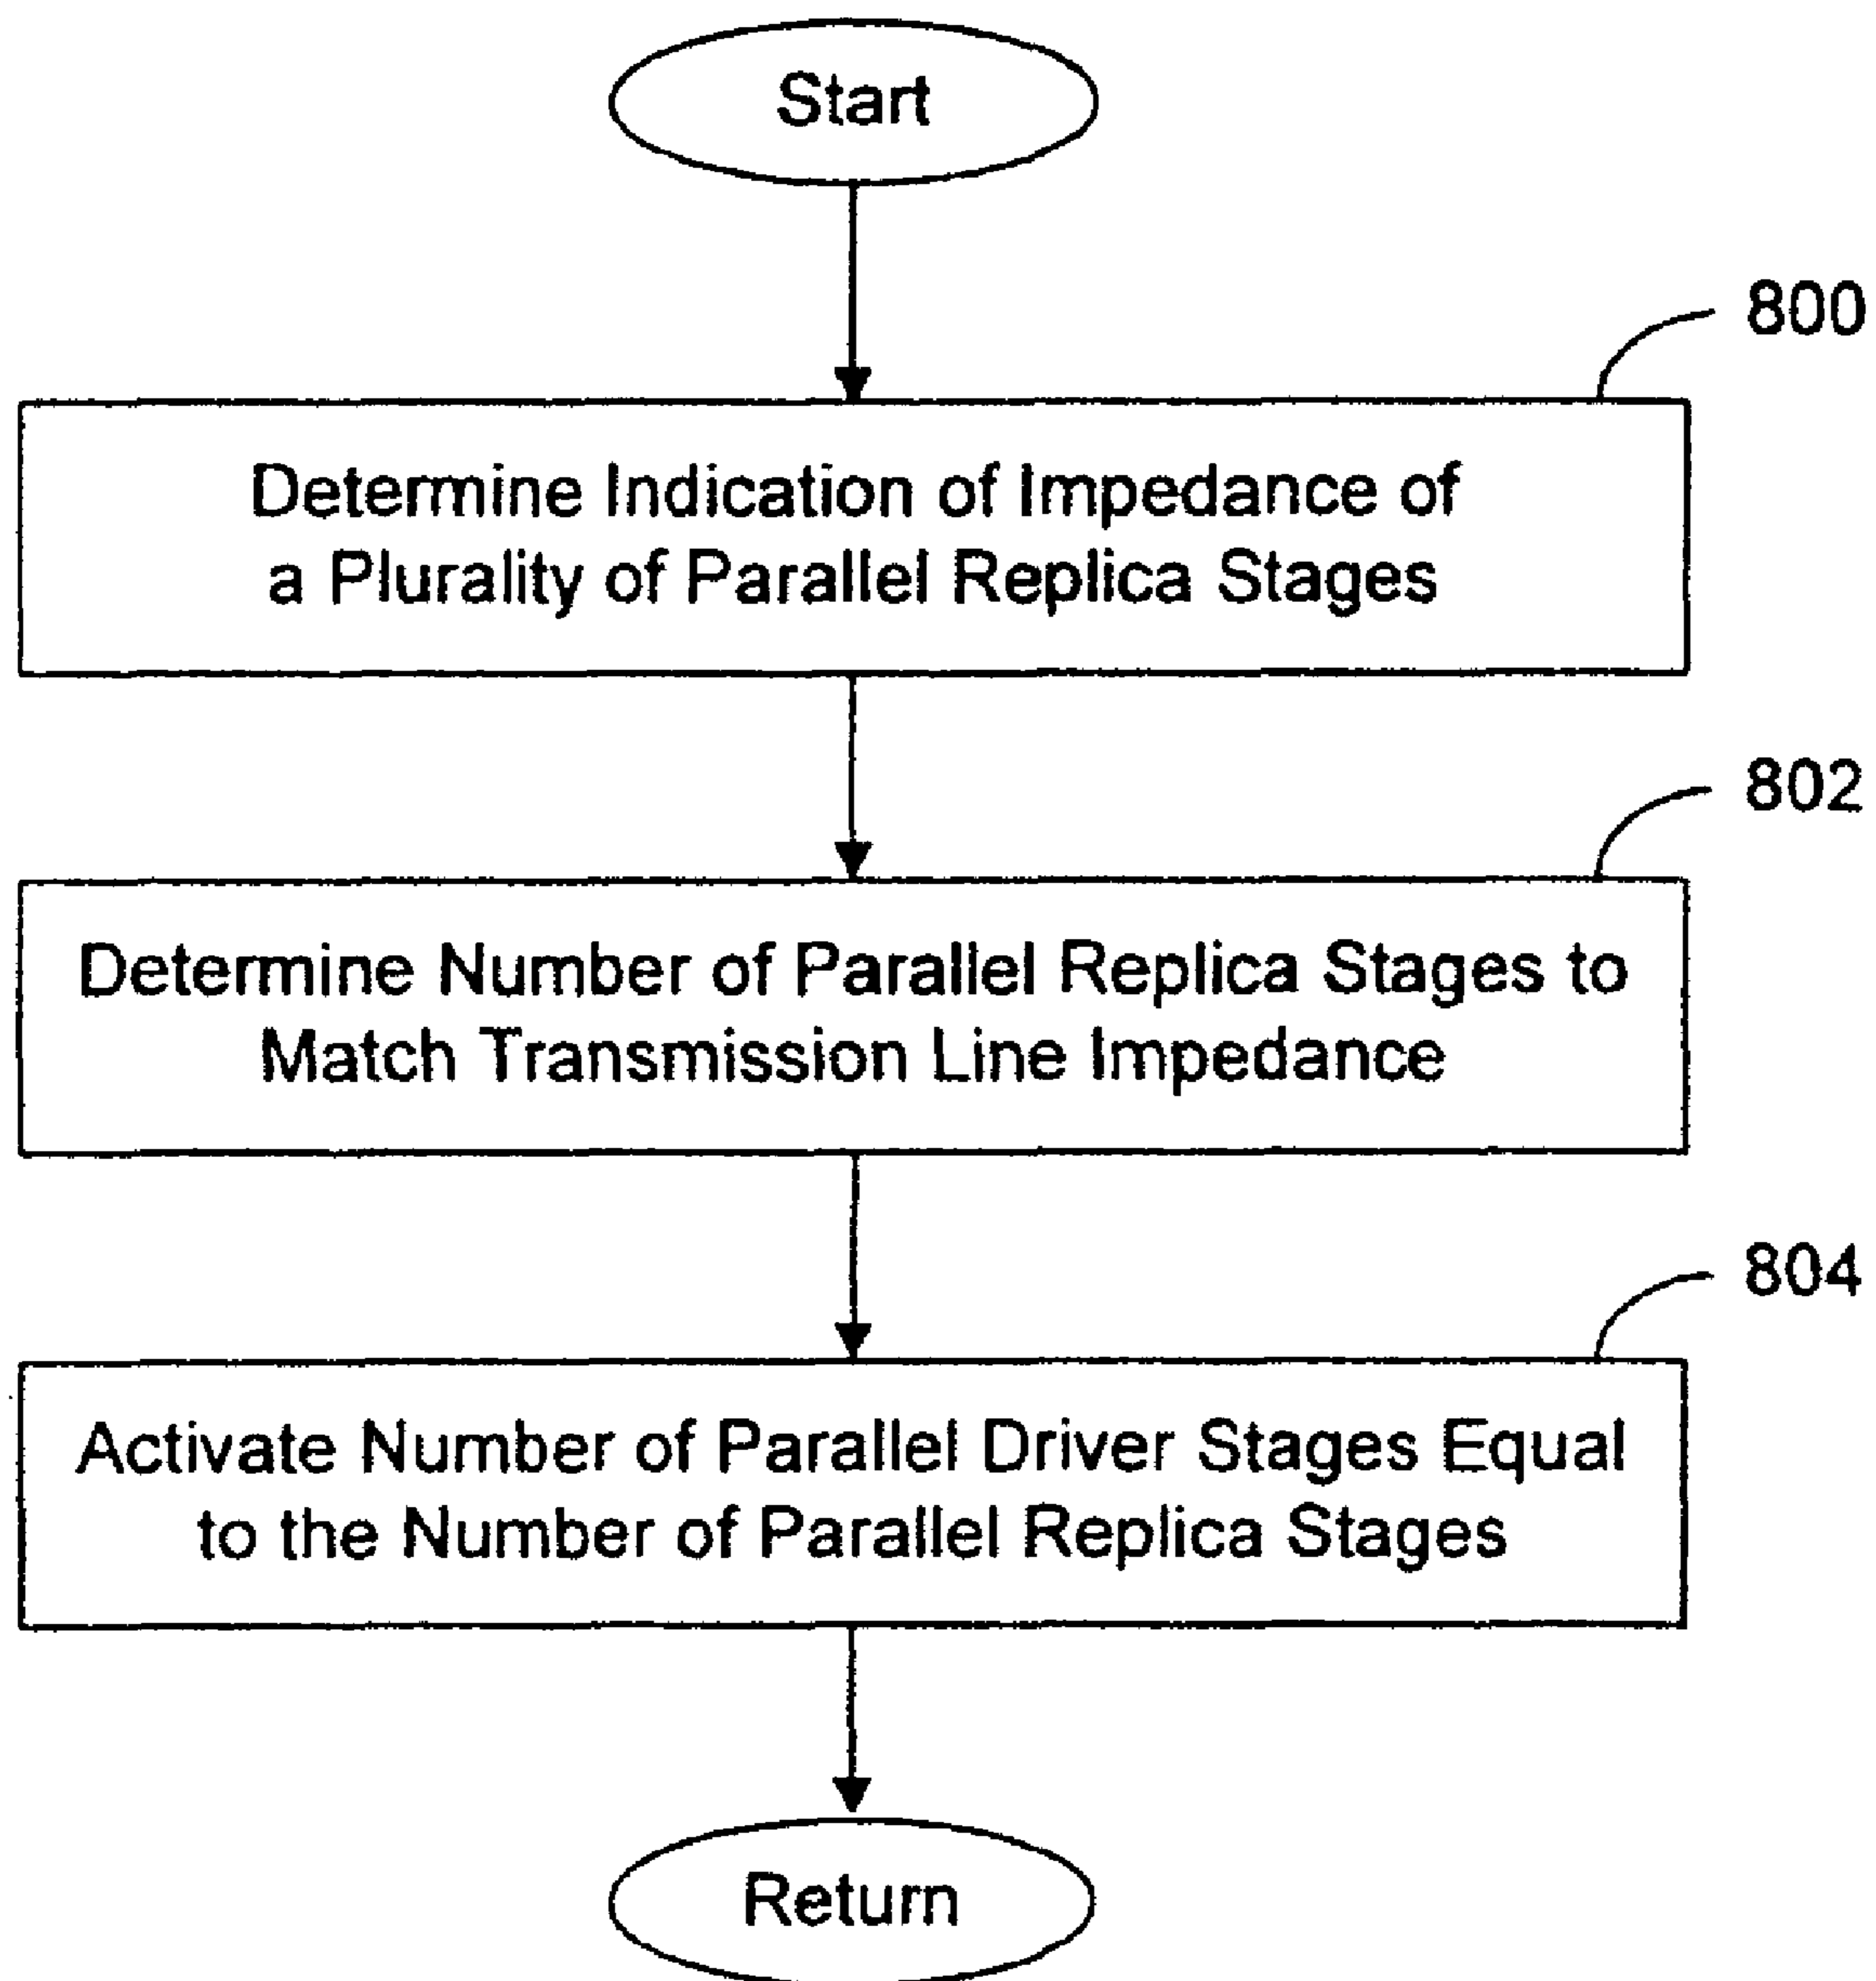 Start
800
Determine Indication of Impedance of
a Plurality of Parallel Replica Stages
802
Determine Number of Parallel Replica Stages to
Match Transmission Line Impedance
804
Activate Number of Parallel Driver Stages Equal
to the Number of Parallel Replica Stages
Return